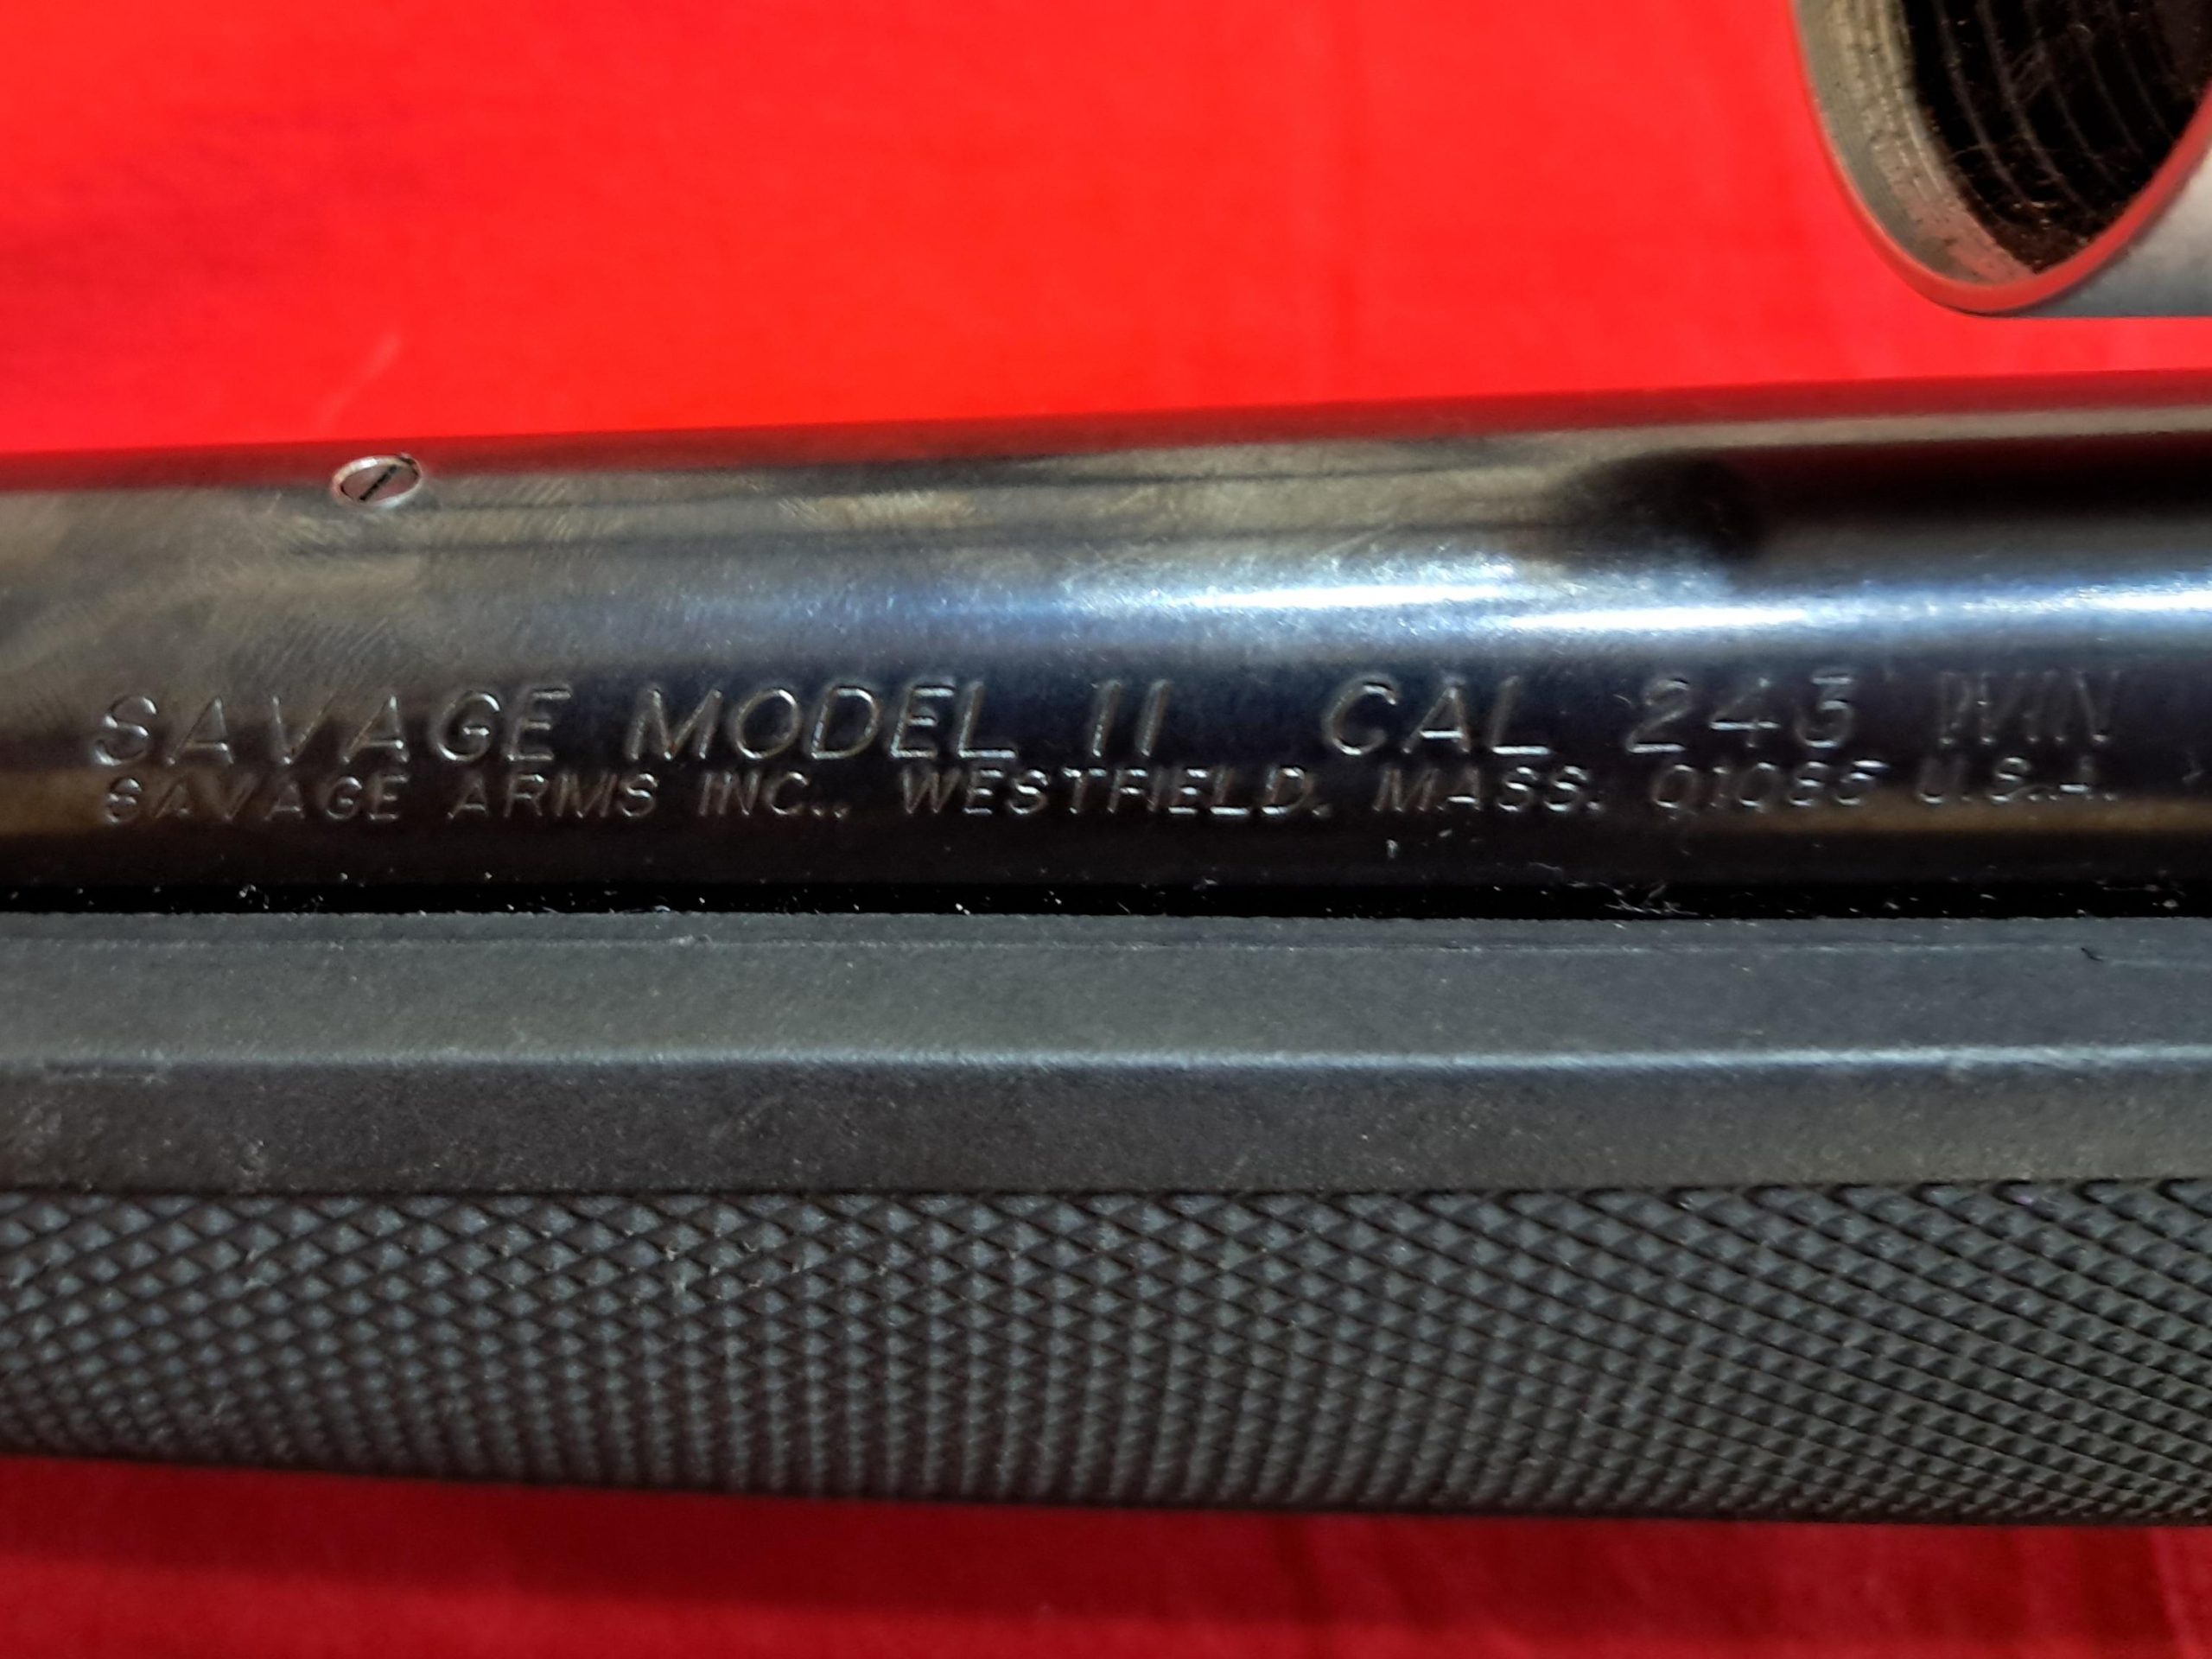 SAVAGE MODEL 11 CAL 243 WIN
SAVAGE ARMS INC., WESTFIELD, MASS. 01085 U.S.A.